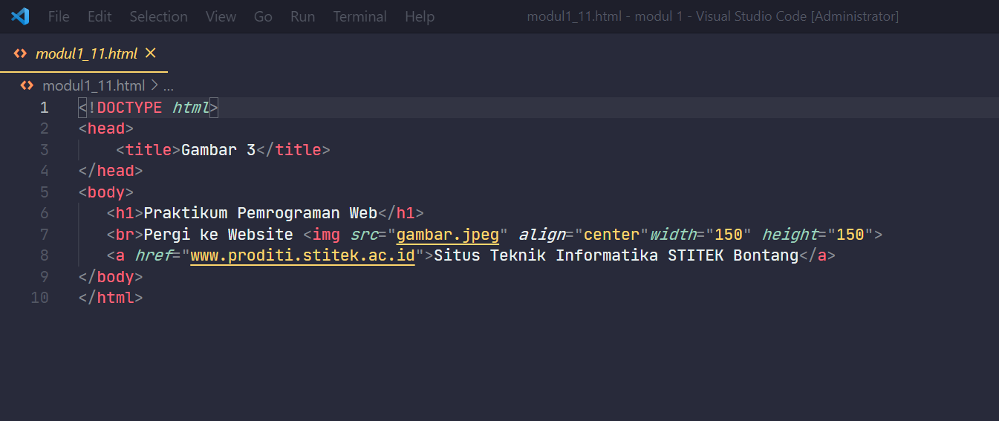 File Edit Selection View Go Run Terminal Help modul1_11.html - modul 1 - Visual Studio Code [Administrator]
modul1_11.html
modul1_11.html > ...
1 <!DOCTYPE html>
2 <head>
3 <title>Gambar 3</title>
4 </head>
5 <body>
6 <h1>Praktikum Pemrograman Web</h1>
7 <br>Pergi ke Website <img src="gambar.jpeg" align="center"width="150" height="150">
8 <a href="www.proditi.stitek.ac.id">Situs Teknik Informatika STITEK Bontang</a>
9 </body>
10 </html>